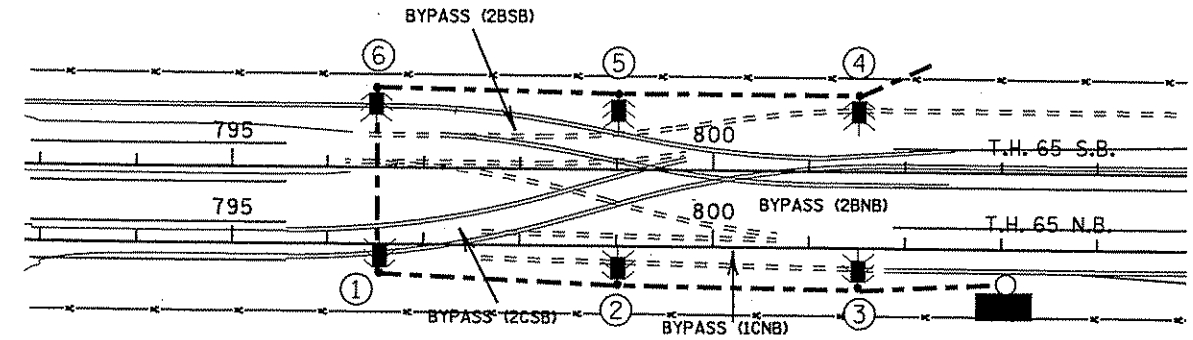 BYPASS (2BSB)
6
5
4
795
800
T.H. 65 S.B.
795
800
BYPASS (2BNB)
T.H. 65 N.B.
1
BYPASS (2CSB)
2
BYPASS (1CNB)
3